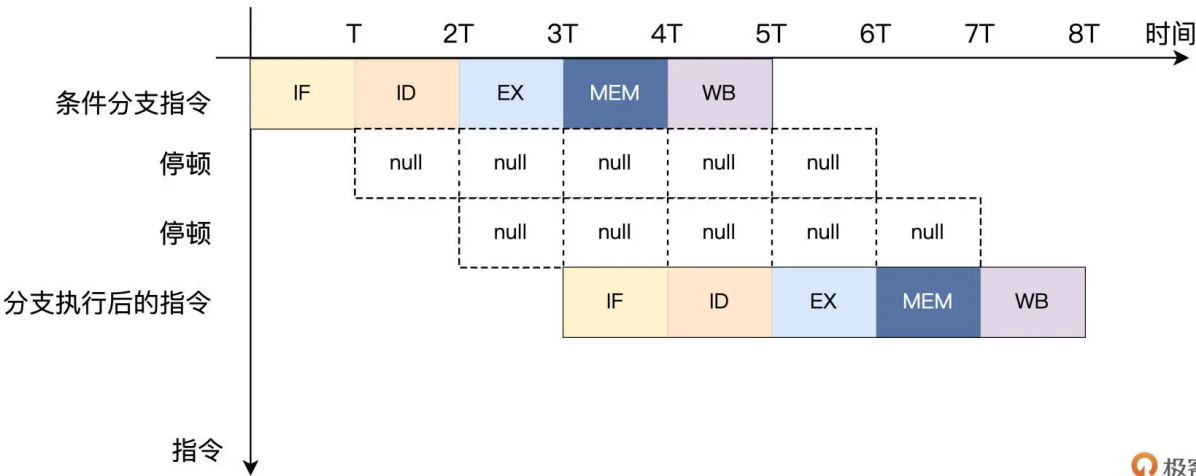 T 2T 3T 4T 5T 6T 7T 8T 时间
条件分支指令 IF ID EX MEM WB
停顿 null null null null null
停顿 null null null null null
分支执行后的指令 IF ID EX MEM WB
指令
极客